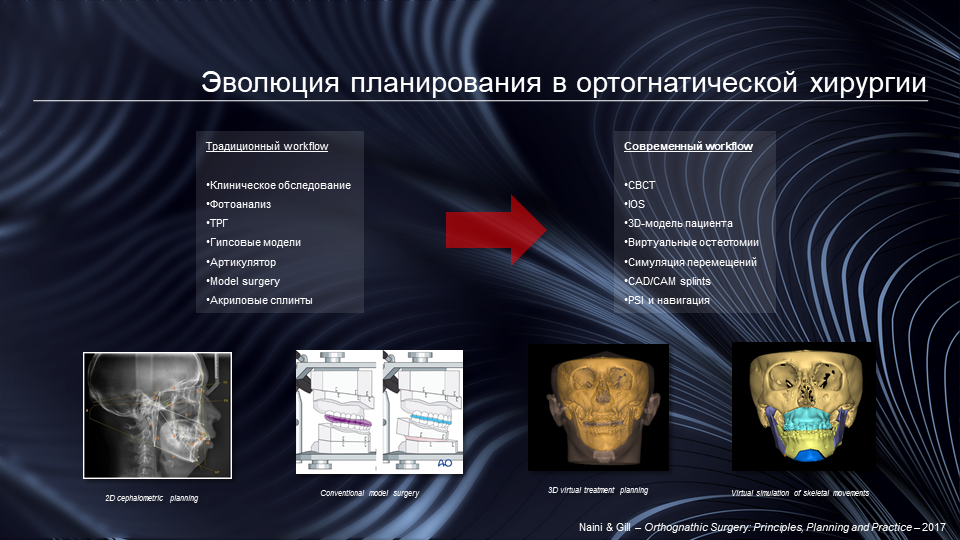 Эволюция планирования в ортогнатической хирургии
Традиционный workflow
•Клиническое обследование
•Фотоанализ
•ТРГ
•Гипсовые модели
•Артикулятор
•Model surgery
•Акриловые сплинты
Современный workflow
•CBCT
•IOS
•3D-модель пациента
•Виртуальные остеотомии
•Симуляция перемещений
•CAD/CAM splints
•PSI и навигация
AO
2D cephalometric planning
Conventional model surgery
3D virtual treatment planning
Virtual simulation of skeletal movements
Naini & Gill – Orthognathic Surgery: Principles, Planning and Practice – 2017